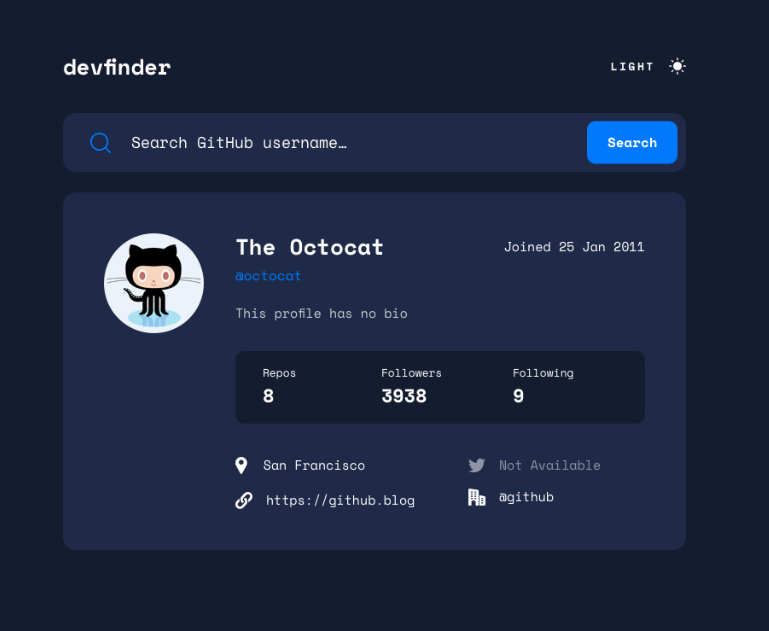 devfinder
LIGHT
Search GitHub username…
Search
The Octocat
Joined 25 Jan 2011
@octocat
This profile has no bio
Repos Followers Following
8 3938 9
San Francisco
Not Available
https://github.blog
@github